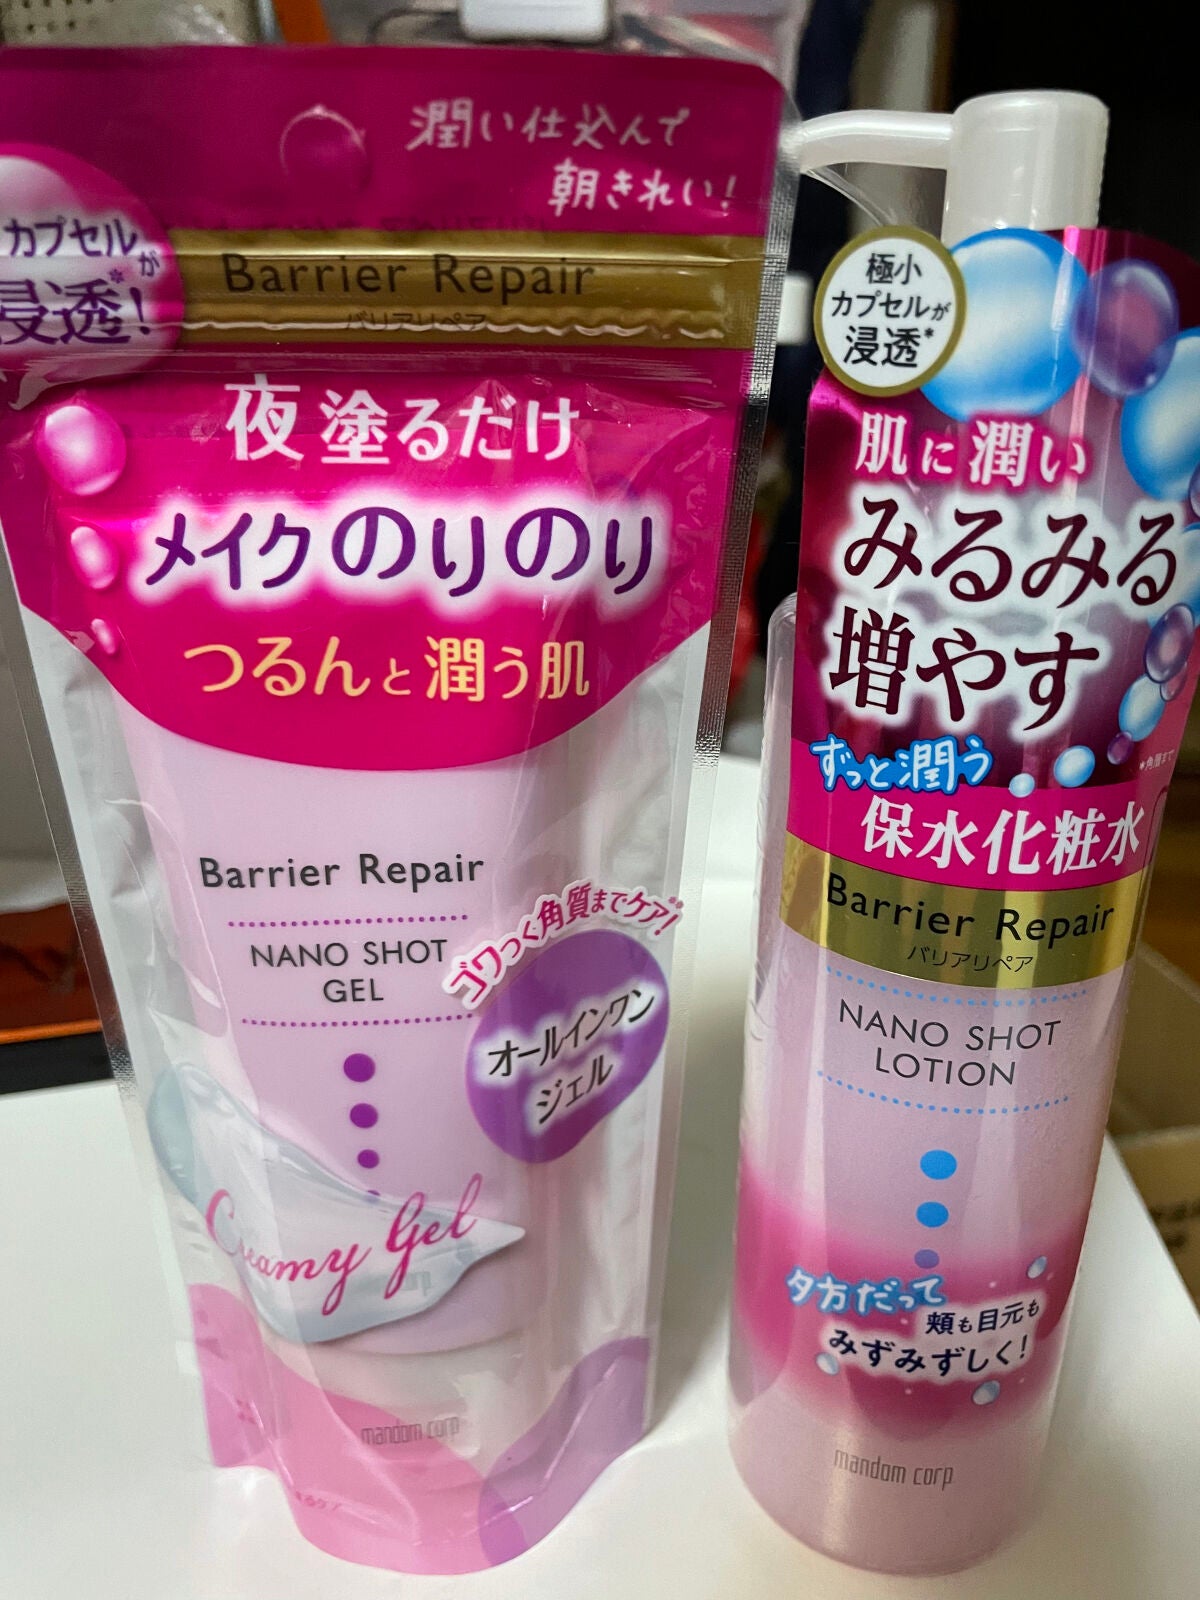 潤い仕込んで
朝きれい!
カプセルが
浸透*!
Barrier Repair
バリアリペア
夜塗るだけ
メイクのりのり
つるんと潤う肌
Barrier Repair
NANO SHOT
GEL
ゴワつく角質までケア!
オールインワン
ジェル
Creamy Gel
mandom corp
極小
カプセルが
浸透*
肌に潤い
みるみる
増やす
*角層まで
ずっと潤う
保水化粧水
Barrier Repair
バリアリペア
NANO SHOT
LOTION
夕方だって
頬も目元も
みずみずしく!
mandom corp